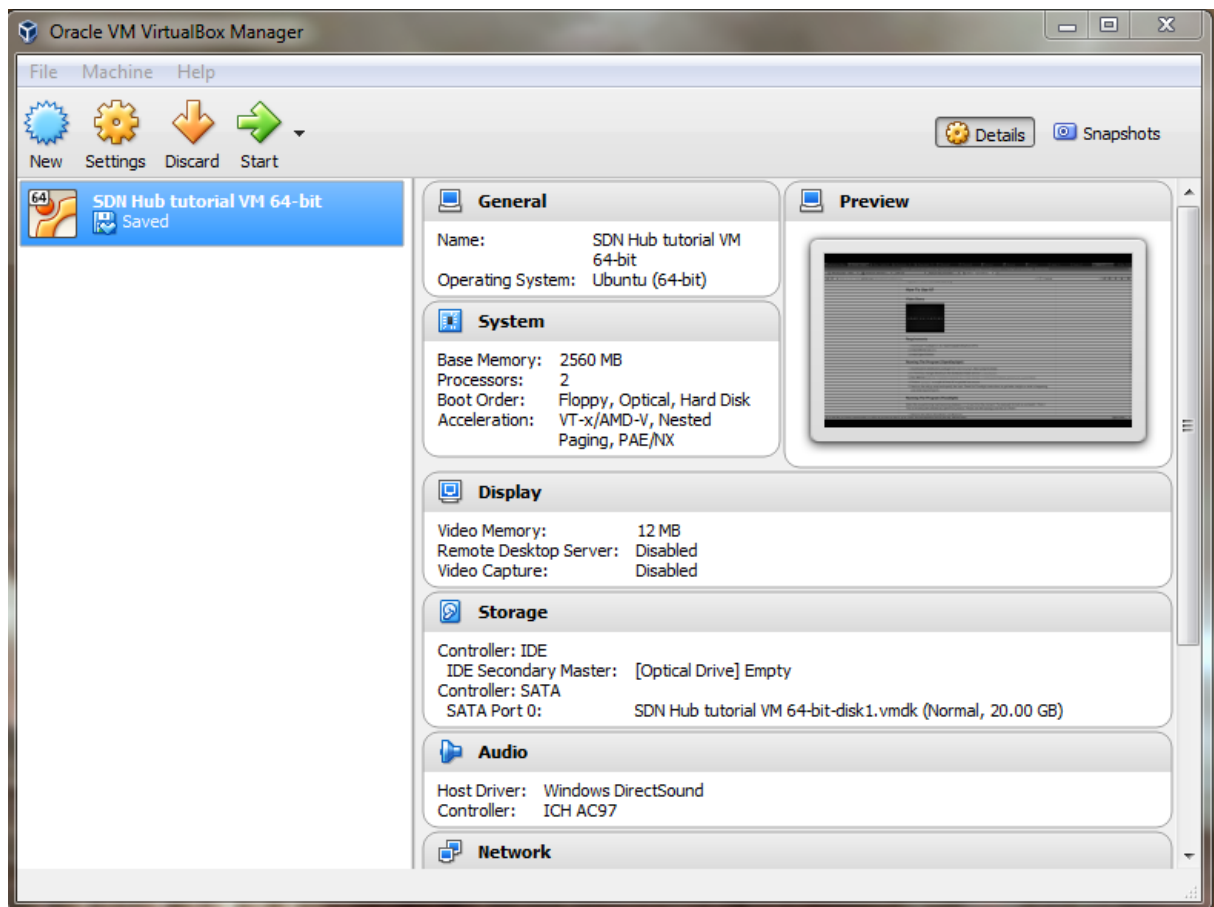 Oracle VM VirtualBox Manager
File Machine Help
New Settings Discard Start
Details Snapshots
64
SDN Hub tutorial VM 64-bit
Saved
General
Name: SDN Hub tutorial VM
64-bit
Operating System: Ubuntu (64-bit)
Preview
System
Base Memory: 2560 MB
Processors: 2
Boot Order: Floppy, Optical, Hard Disk
Acceleration: VT-x/AMD-V, Nested
Paging, PAE/NX
Display
Video Memory: 12 MB
Remote Desktop Server: Disabled
Video Capture: Disabled
Storage
Controller: IDE
IDE Secondary Master: [Optical Drive] Empty
Controller: SATA
SATA Port 0: SDN Hub tutorial VM 64-bit-disk1.vmdk (Normal, 20.00 GB)
Audio
Host Driver: Windows DirectSound
Controller: ICH AC97
Network